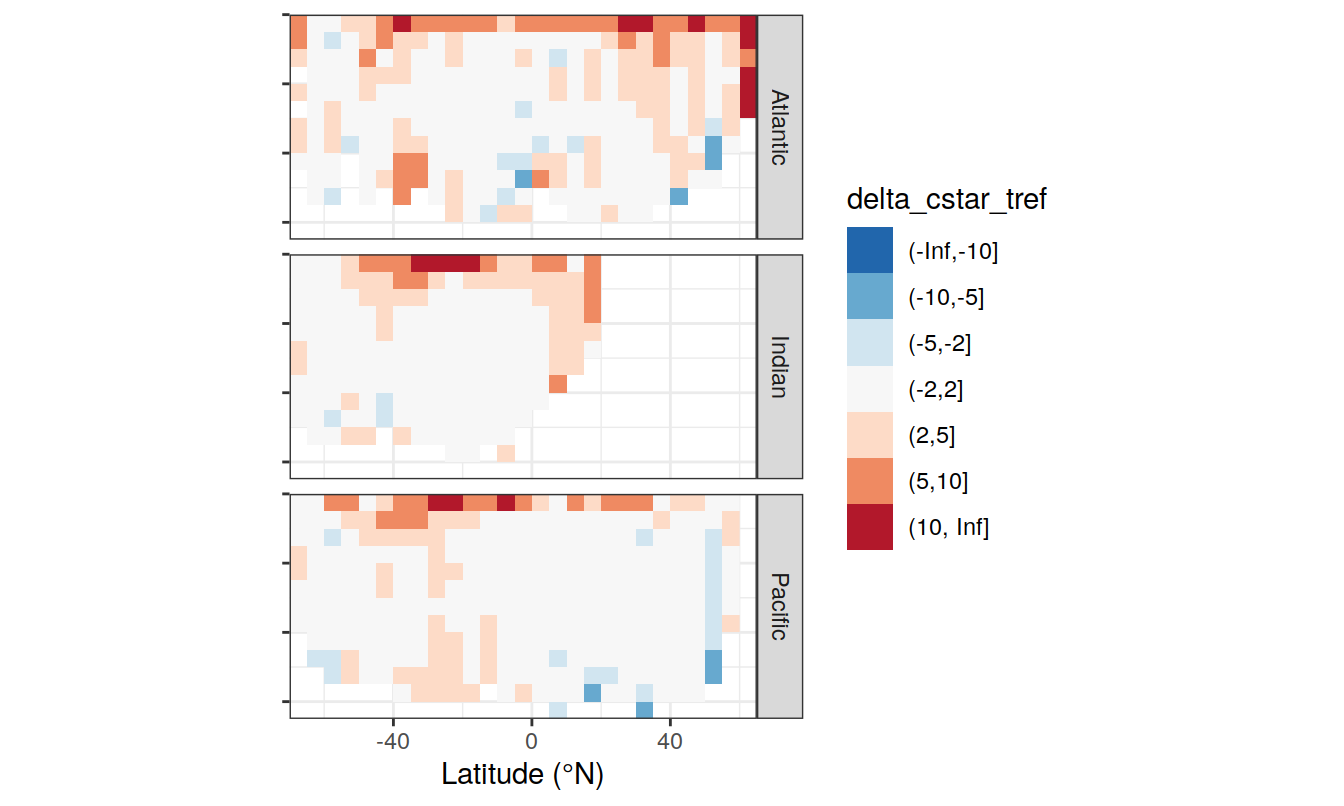 Atlantic
Indian
Pacific
-40 0 40
Latitude (°N)
delta_cstar_tref
(-Inf,-10]
(-10,-5]
(-5,-2]
(-2,2]
(2,5]
(5,10]
(10, Inf]